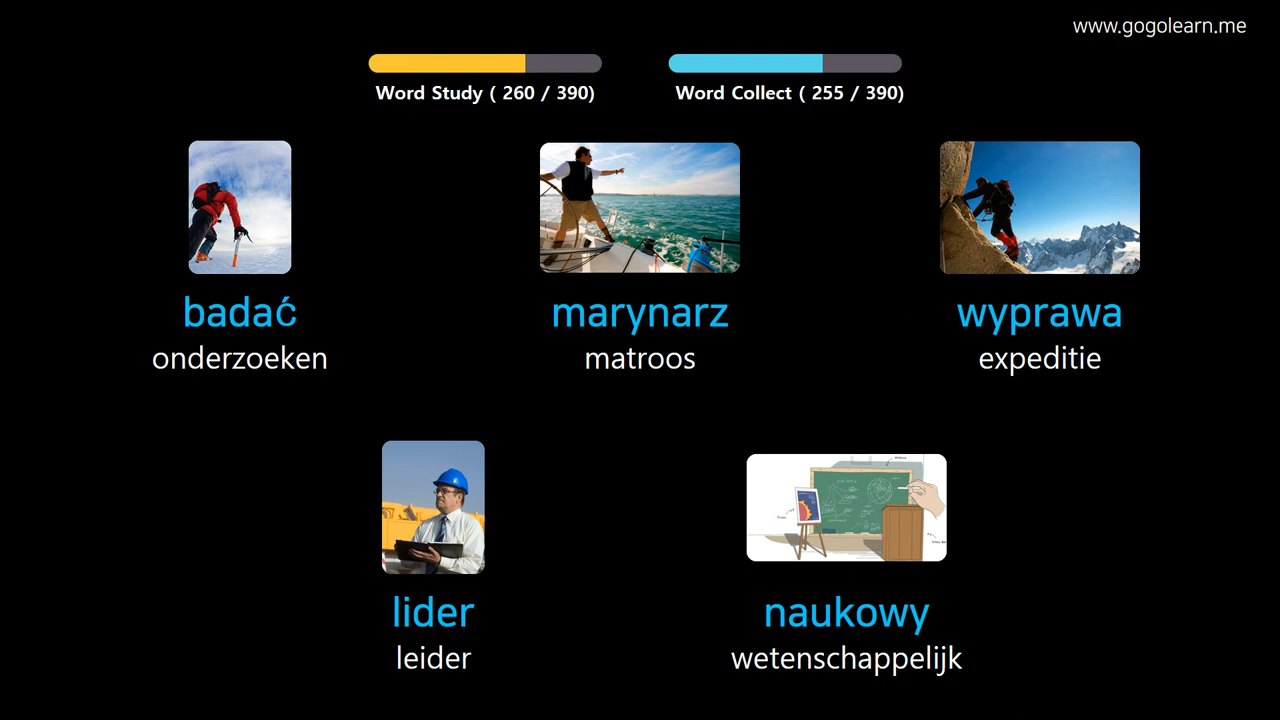 www.gogolearn.me
Word Study ( 260 / 390)
Word Collect ( 255 / 390)
badać
marynarz
wyprawa
onderzoeken
matroos
expeditie
lider
naukowy
leider
wetenschappelijk